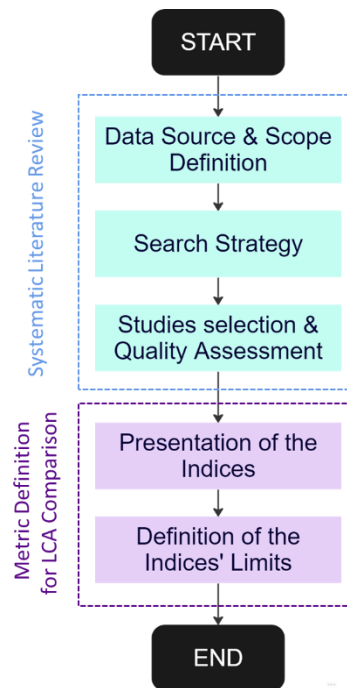 START
Systematic Literature Review
Data Source & Scope
Definition
Search Strategy
Studies selection &
Quality Assessment
Metric Definition
for LCA Comparison
Presentation of the
Indices
Definition of the
Indices' Limits
END